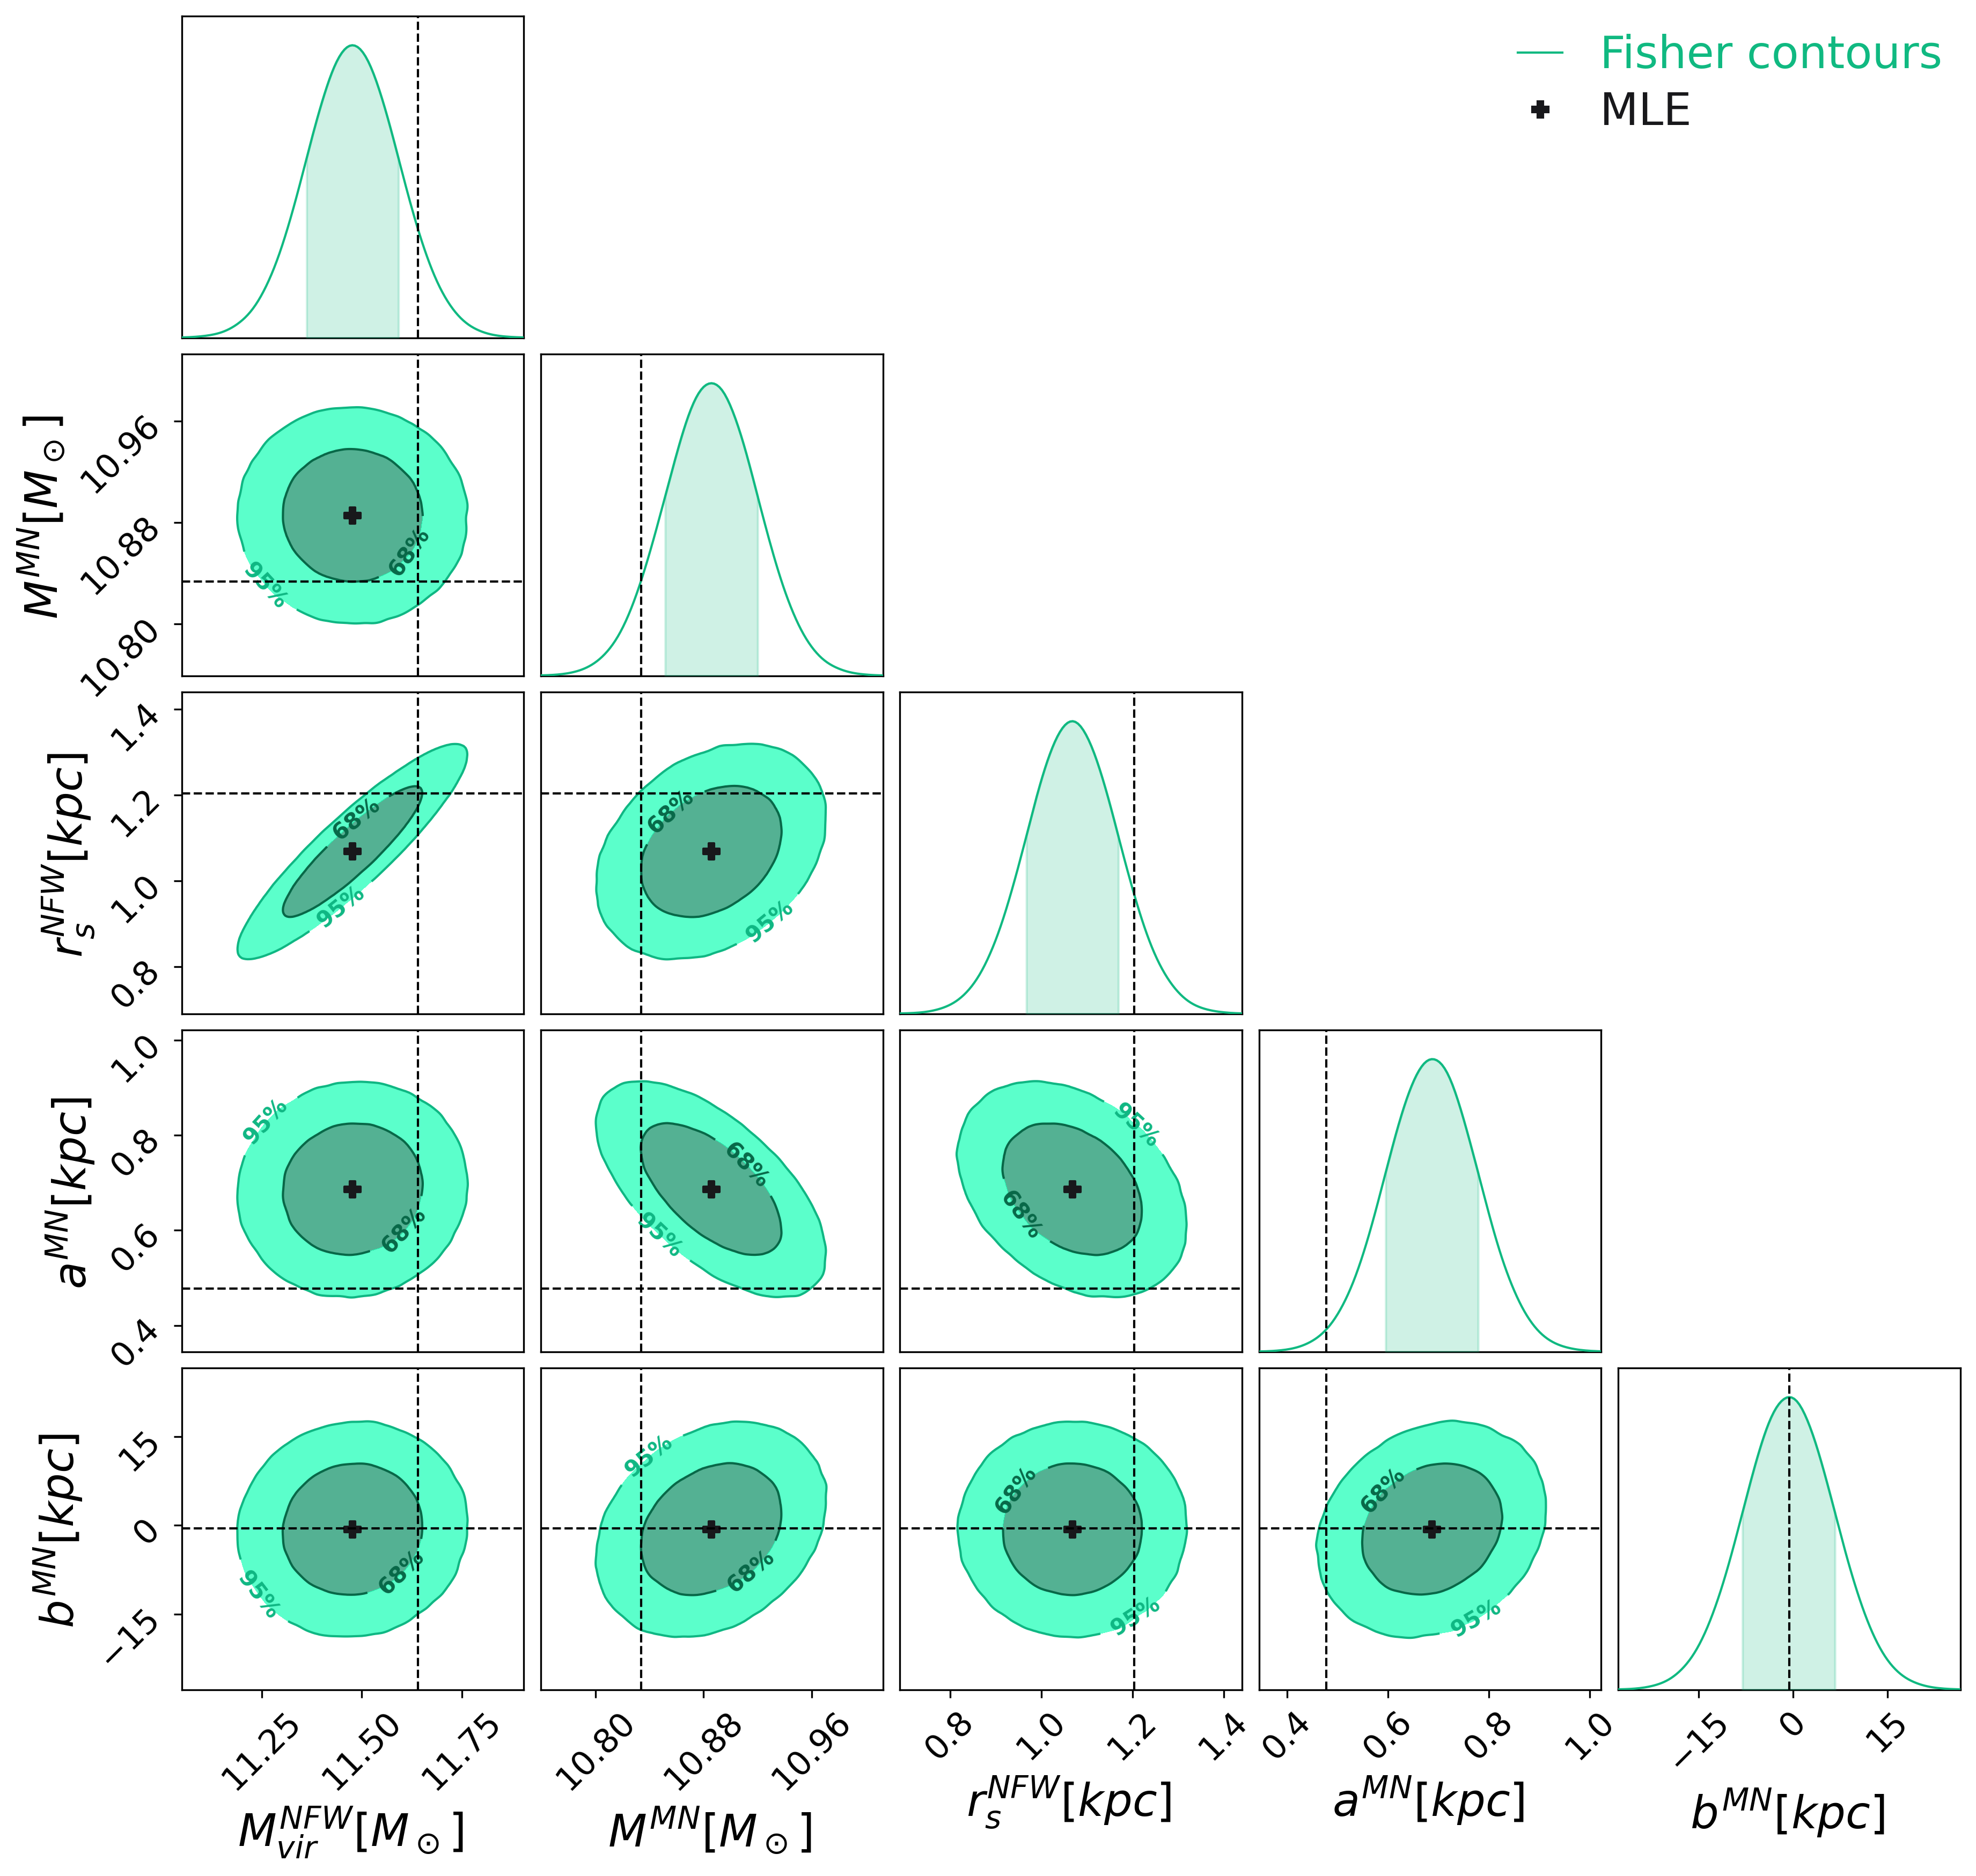 Fisher contours
MLE
M^{MN}[M_⊙]
10.96
10.88
10.80
68%
95%
r_s^{NFW}[kpc]
1.4
1.2
1.0
0.8
68%
95%
68%
95%
a^{MN}[kpc]
1.0
0.8
0.6
0.4
95%
68%
68%
95%
95%
68%
b^{MN}[kpc]
15
0
−15
68%
95%
95%
68%
68%
95%
68%
95%
11.25 11.50 11.75
10.80 10.88 10.96
0.8 1.0 1.2 1.4
0.4 0.6 0.8 1.0
−15 0 15
M_{vir}^{NFW}[M_⊙]
M^{MN}[M_⊙]
r_s^{NFW}[kpc]
a^{MN}[kpc]
b^{MN}[kpc]